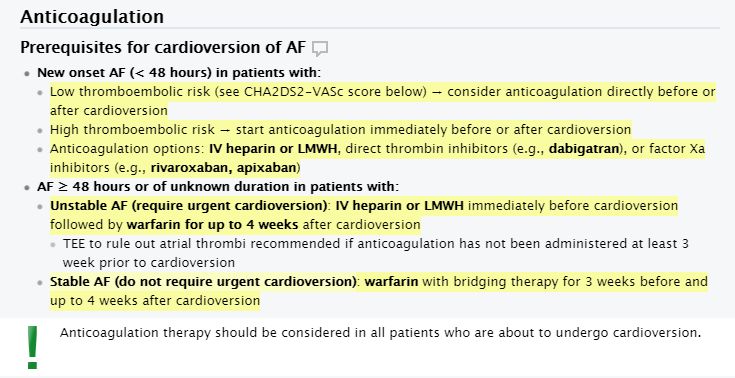 Anticoagulation
Prerequisites for cardioversion of AF
New onset AF (< 48 hours) in patients with:
Low thromboembolic risk (see CHA2DS2-VASc score below) → consider anticoagulation directly before or
after cardioversion
High thromboembolic risk → start anticoagulation immediately before or after cardioversion
Anticoagulation options: IV heparin or LMWH, direct thrombin inhibitors (e.g., dabigatran), or factor Xa
inhibitors (e.g., rivaroxaban, apixaban)
AF ≥ 48 hours or of unknown duration in patients with:
Unstable AF (require urgent cardioversion): IV heparin or LMWH immediately before cardioversion
followed by warfarin for up to 4 weeks after cardioversion
TEE to rule out atrial thrombi recommended if anticoagulation has not been administered at least 3
week prior to cardioversion
Stable AF (do not require urgent cardioversion): warfarin with bridging therapy for 3 weeks before and
up to 4 weeks after cardioversion
Anticoagulation therapy should be considered in all patients who are about to undergo cardioversion.